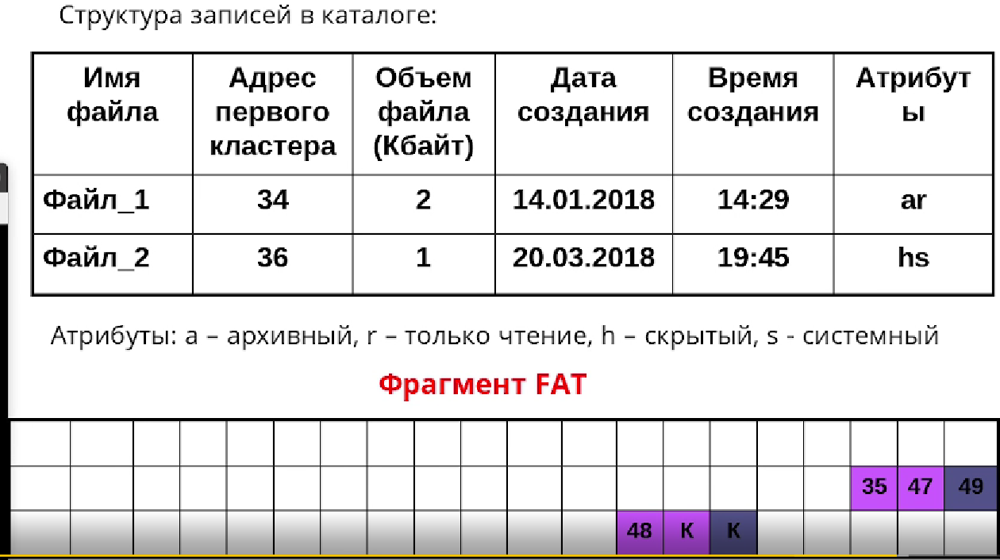 Структура записей в каталоге:
Имя файла Адрес первого кластера Объем файла (Кбайт) Дата создания Время создания Атрибут ы
Файл_1 34 2 14.01.2018 14:29 ar
Файл_2 36 1 20.03.2018 19:45 hs
Атрибуты: a – архивный, r – только чтение, h – скрытый, s - системный
Фрагмент FAT
35 47 49
48 К К